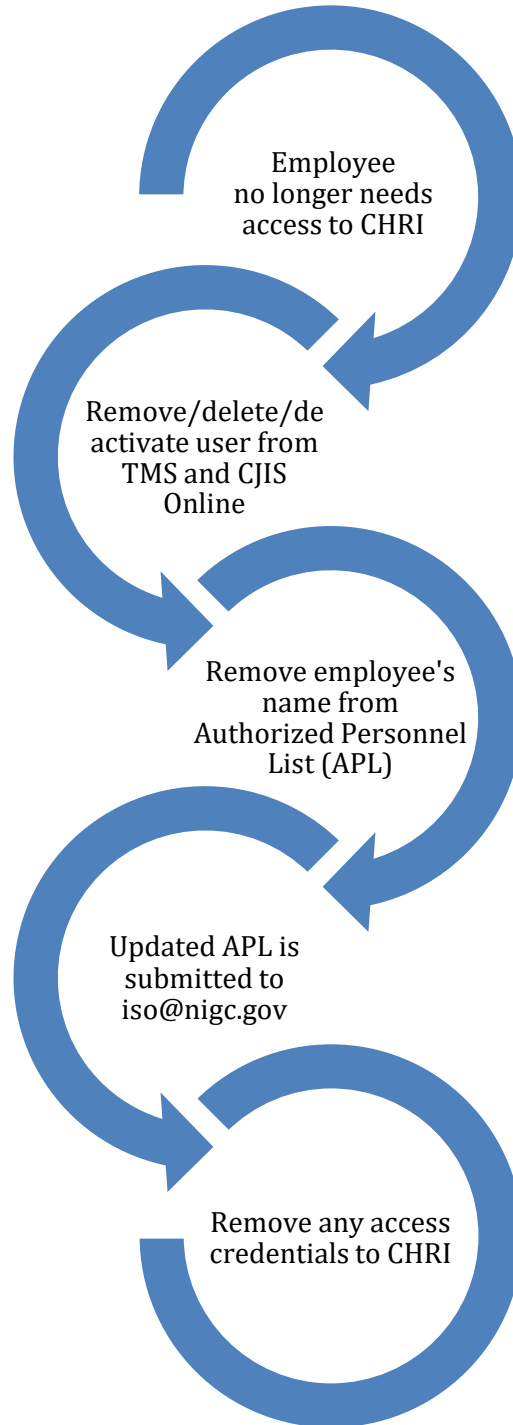 Employee
no longer needs
access to CHRI
Remove/delete/de
activate user from
TMS and CJIS
Online
Remove employee's
name from
Authorized Personnel
List (APL)
Updated APL is
submitted to
iso@nigc.gov
Remove any access
credentials to CHRI